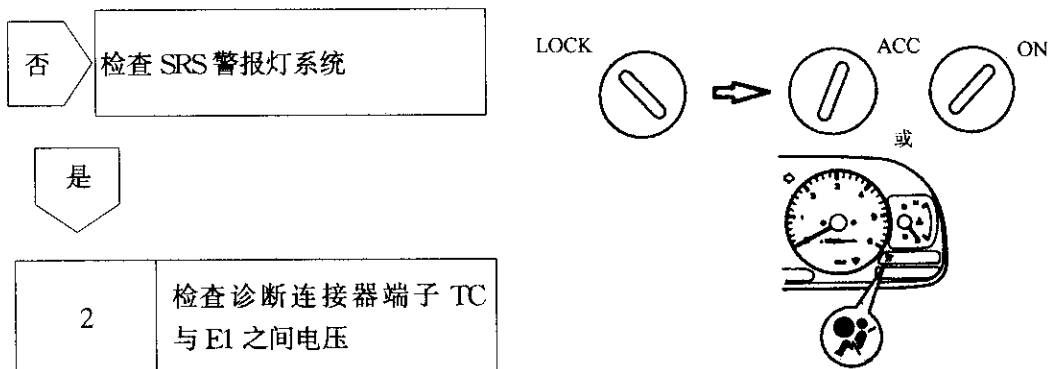 否
检查 SRS 警报灯系统
是
2
检查诊断连接器端子 TC
与 E1 之间电压
LOCK
ACC
ON
或